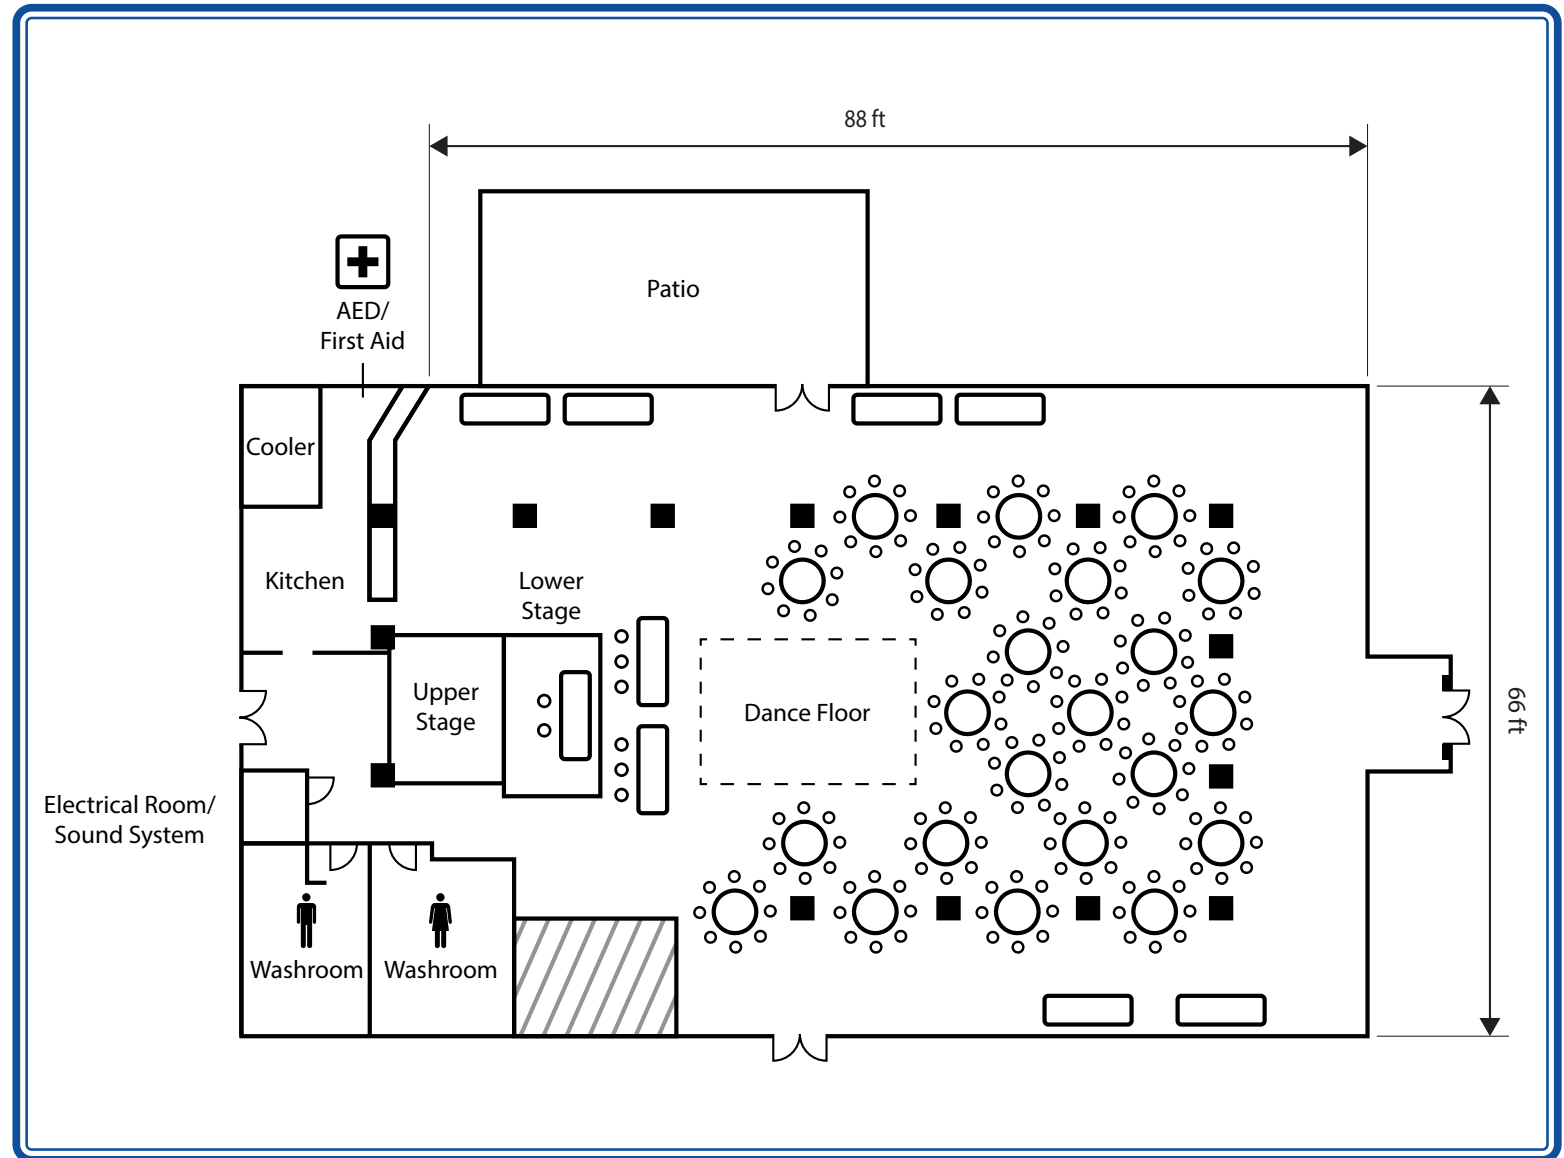 88 ft
Patio
AED/
First Aid
Cooler
Kitchen
Lower
Stage
Upper
Stage
Dance Floor
66 ft
Electrical Room/
Sound System
Washroom
Washroom